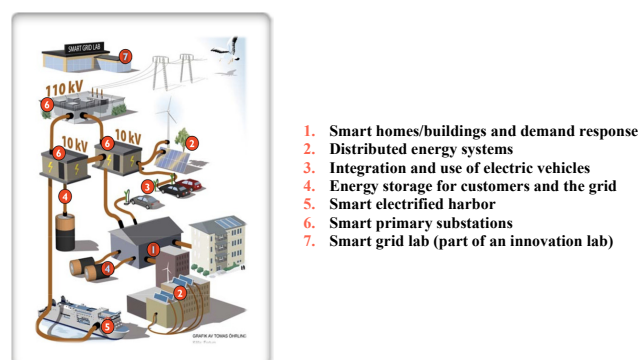 SMART GRID LAB
7
110 kV
6
10 kV
10 kV
6
6
2
3
4
1
4
2
5
GRAFIK AV TOMAS ÖHRLING
1. Smart homes/buildings and demand response
2. Distributed energy systems
3. Integration and use of electric vehicles
4. Energy storage for customers and the grid
5. Smart electrified harbor
6. Smart primary substations
7. Smart grid lab (part of an innovation lab)